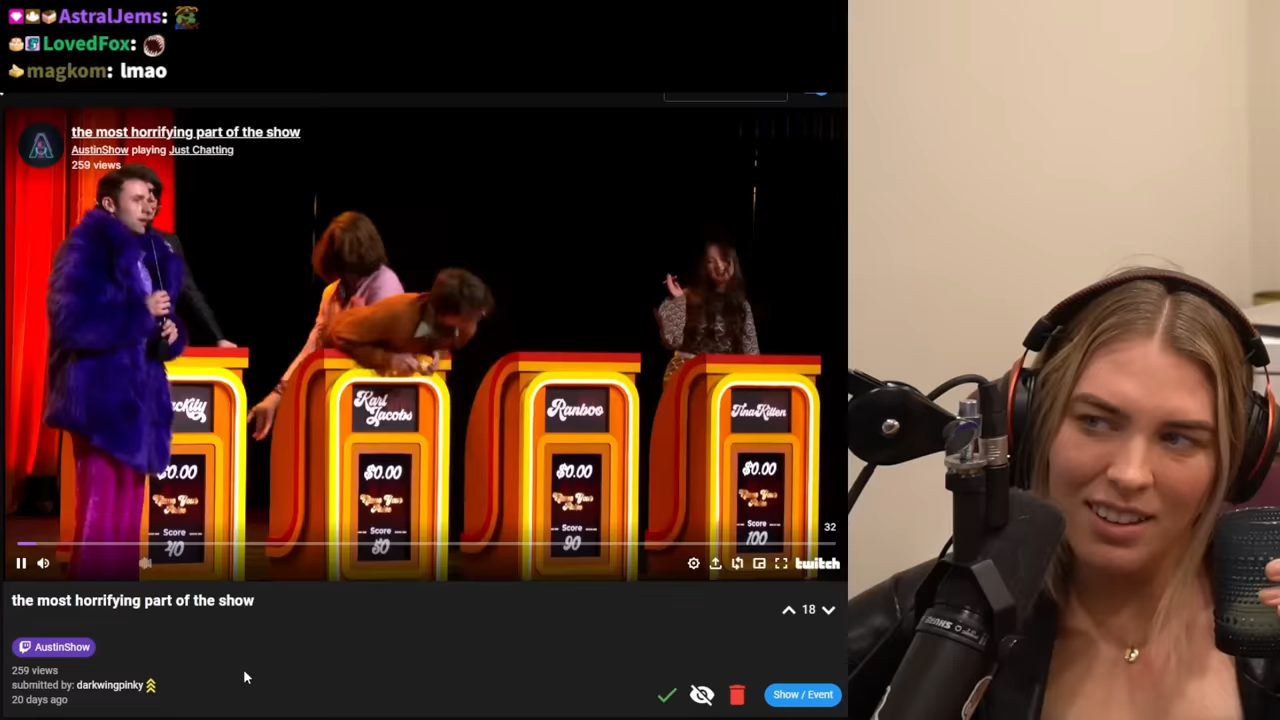 AstralJems:
LovedFox:
magkom: lmao
the most horrifying part of the show
AustinShow playing Just Chatting
259 views
Karl
Jacobs
Ranboo
TinaKitten
$0.00
$0.00
$0.00
$0.00
Score
Score
Score
Score
90
100
32
twitch
the most horrifying part of the show
18
AustinShow
259 views
submitted by: darkwingpinky
20 days ago
Show / Event
SHURE